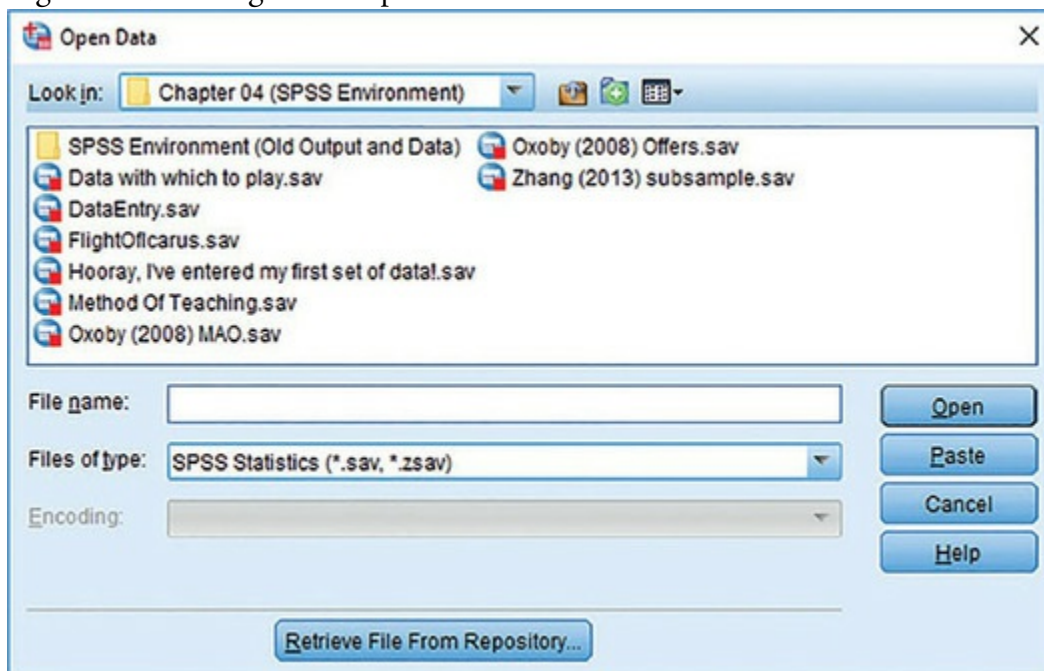 Open Data
Look in: Chapter 04 (SPSS Environment)
SPSS Environment (Old Output and Data)
Data with which to play.sav
DataEntry.sav
FlightOfIcarus.sav
Hooray, I've entered my first set of data!.sav
Method Of Teaching.sav
Oxoby (2008) MAO.sav
Oxoby (2008) Offers.sav
Zhang (2013) subsample.sav
File name:
Open
Files of type: SPSS Statistics (*.sav, *.zsav)
Paste
Encoding:
Cancel
Help
Retrieve File From Repository...